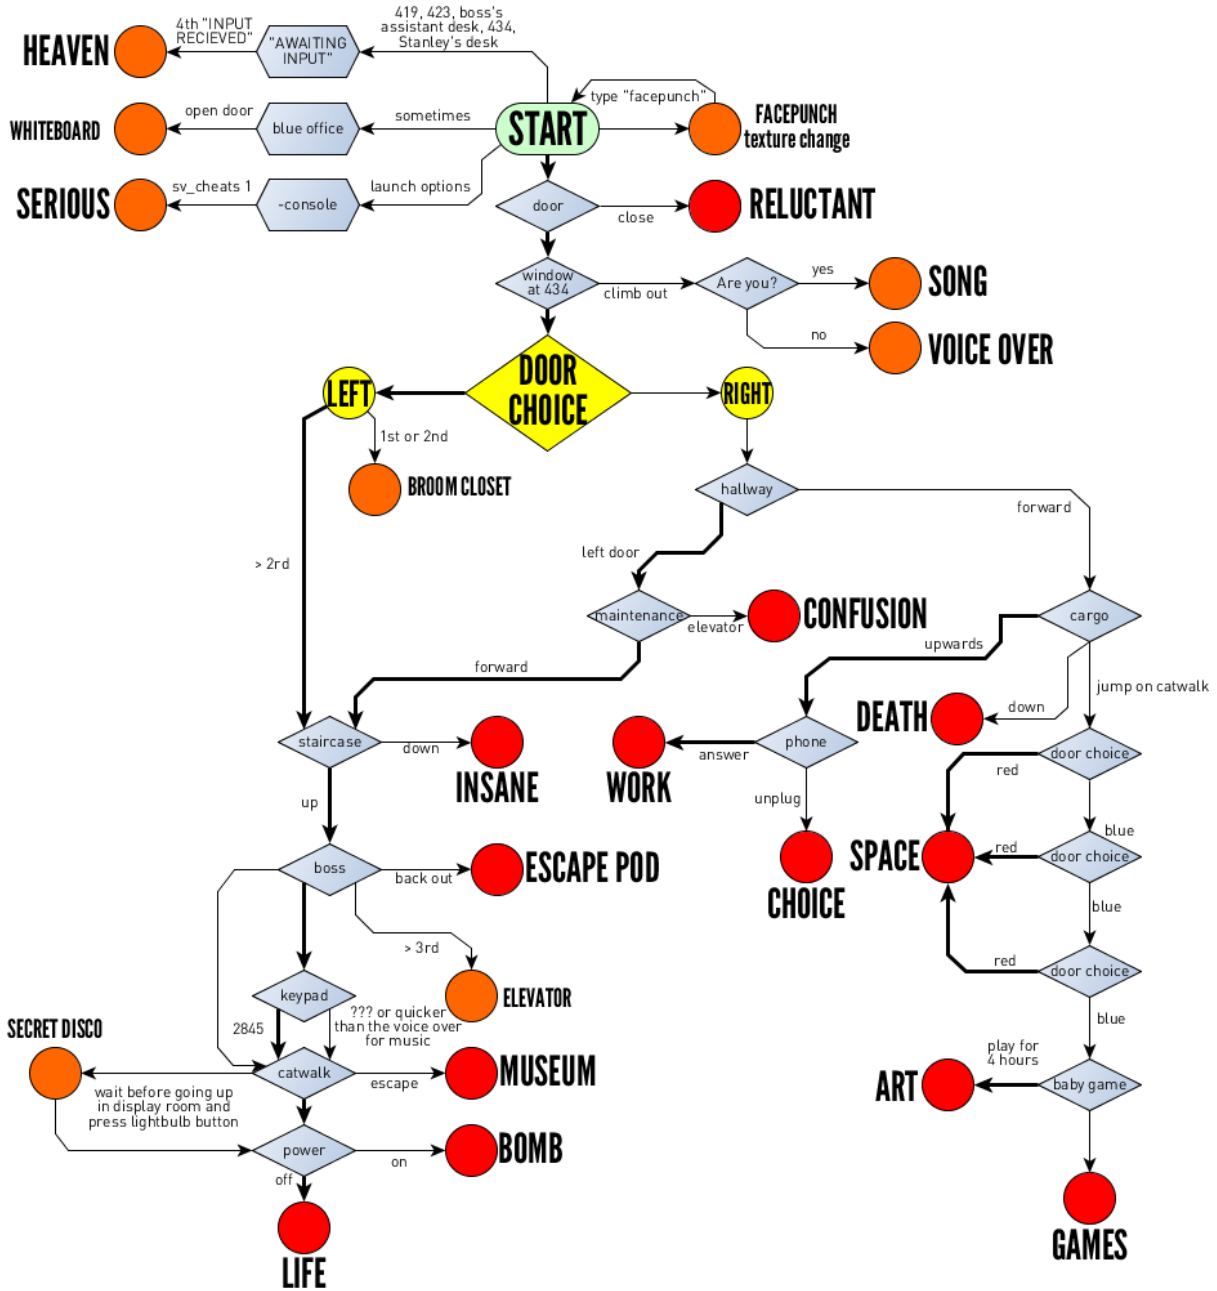 419, 423, boss's
assistant desk, 434,
Stanley's desk
4th "INPUT
RECIEVED"
HEAVEN
"AWAITING
INPUT"
type "facepunch"
WHITEBOARD
open door
blue office
sometimes
START
FACEPUNCH
texture change
SERIOUS
sv_cheats 1
-console
launch options
door
close
RELUCTANT
window
at 434
climb out
Are you?
yes
SONG
no
VOICE OVER
LEFT
DOOR
CHOICE
RIGHT
1st or 2nd
BROOM CLOSET
hallway
forward
> 2rd
left door
maintenance
elevator
CONFUSION
cargo
upwards
forward
jump on catwalk
DEATH
down
staircase
down
INSANE
WORK
answer
phone
door choice
red
up
unplug
blue
boss
back out
ESCAPE POD
CHOICE
SPACE
red
door choice
blue
> 3rd
red
door choice
keypad
ELEVATOR
2845
??? or quicker
than the voice over
for music
blue
SECRET DISCO
play for
4 hours
catwalk
escape
MUSEUM
ART
baby game
wait before going up
in display room and
press lightbulb button
power
on
BOMB
off
LIFE
GAMES